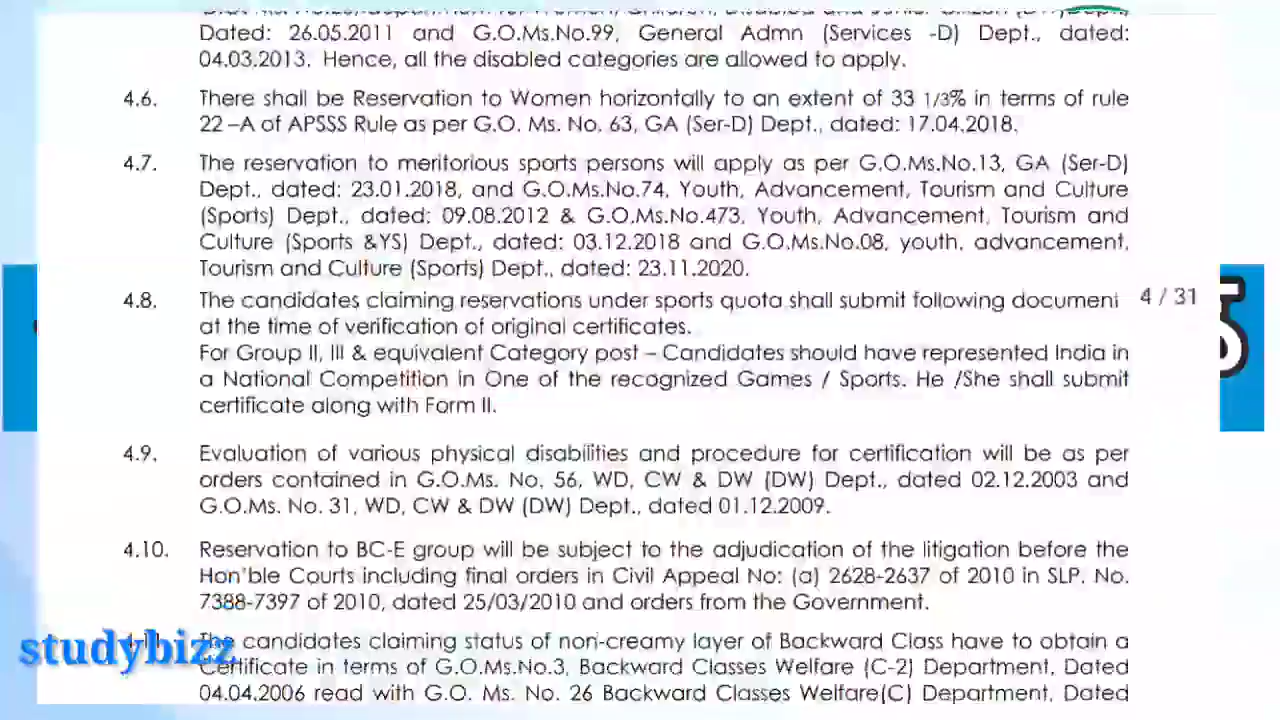 Dated: 26.05.2011 and G.O.Ms.No.99, General Admn (Services -D) Dept., dated:
04.03.2013. Hence, all the disabled categories are allowed to apply.
4.6. There shall be Reservation to Women horizontally to an extent of 33 1/3% in terms of rule
22 –A of APSSS Rule as per G.O. Ms. No. 63, GA (Ser-D) Dept., dated: 17.04.2018.
4.7. The reservation to meritorious sports persons will apply as per G.O.Ms.No.13, GA (Ser-D)
Dept., dated: 23.01.2018, and G.O.Ms.No.74, Youth, Advancement, Tourism and Culture
(Sports) Dept., dated: 09.08.2012 & G.O.Ms.No.473, Youth, Advancement, Tourism and
Culture (Sports &YS) Dept., dated: 03.12.2018 and G.O.Ms.No.08, youth, advancement,
Tourism and Culture (Sports) Dept., dated: 23.11.2020.
4.8. The candidates claiming reservations under sports quota shall submit following document
4 / 31
at the time of verification of original certificates.
For Group II, III & equivalent Category post – Candidates should have represented India in
a National Competition in One of the recognized Games / Sports. He /She shall submit
certificate along with Form II.
4.9. Evaluation of various physical disabilities and procedure for certification will be as per
orders contained in G.O.Ms. No. 56, WD, CW & DW (DW) Dept., dated 02.12.2003 and
G.O.Ms. No. 31, WD, CW & DW (DW) Dept., dated 01.12.2009.
4.10. Reservation to BC-E group will be subject to the adjudication of the litigation before the
Hon'ble Courts including final orders in Civil Appeal No: (a) 2628-2637 of 2010 in SLP. No.
7388-7397 of 2010, dated 25/03/2010 and orders from the Government.
The candidates claiming status of non-creamy layer of Backward Class have to obtain a
studybizz
Certificate in terms of G.O.Ms.No.3, Backward Classes Welfare (C-2) Department, Dated
04.04.2006 read with G.O. Ms. No. 26 Backward Classes Welfare(C) Department, Dated